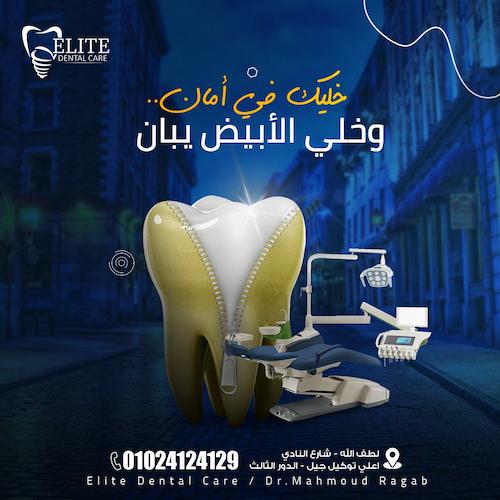 ELITE
DENTAL CARE
خليك في أمان..
وخلي الأبيض يبان
لطف الله - شارع النادي
اعلي توكيل جيل - الدور الثالث
01024124129
Elite Dental Care / Dr.Mahmoud Ragab